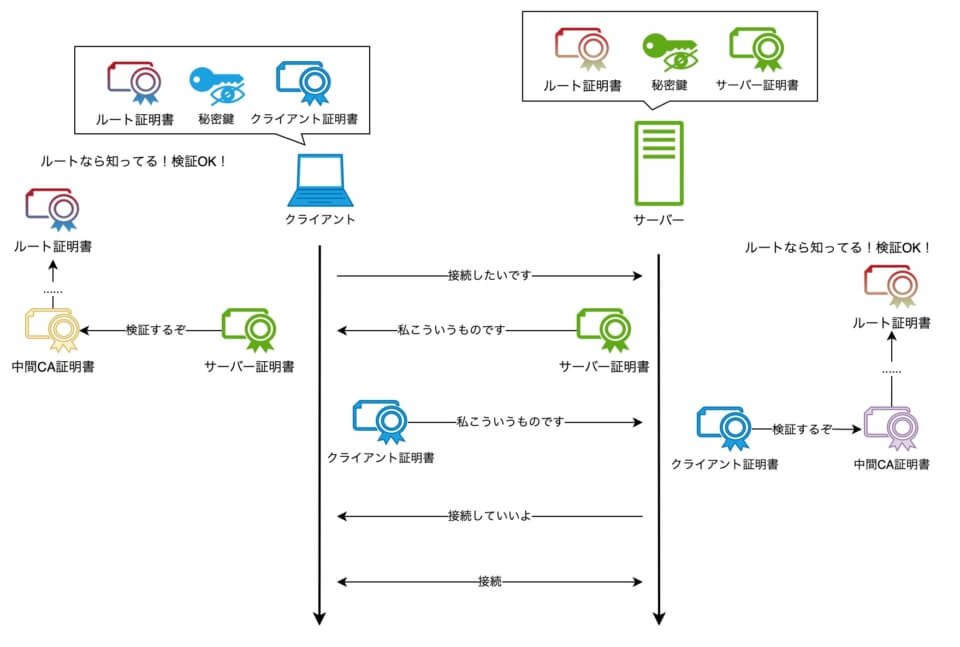 ルート証明書
秘密鍵
サーバー証明書
ルート証明書
秘密鍵
クライアント証明書
ルートなら知ってる！検証OK！
クライアント
サーバー
ルート証明書
......
中間CA証明書
検証するぞ
サーバー証明書
接続したいです
私こういうものです
サーバー証明書
私こういうものです
クライアント証明書
接続していいよ
接続
ルートなら知ってる！検証OK！
ルート証明書
......
クライアント証明書
検証するぞ
中間CA証明書